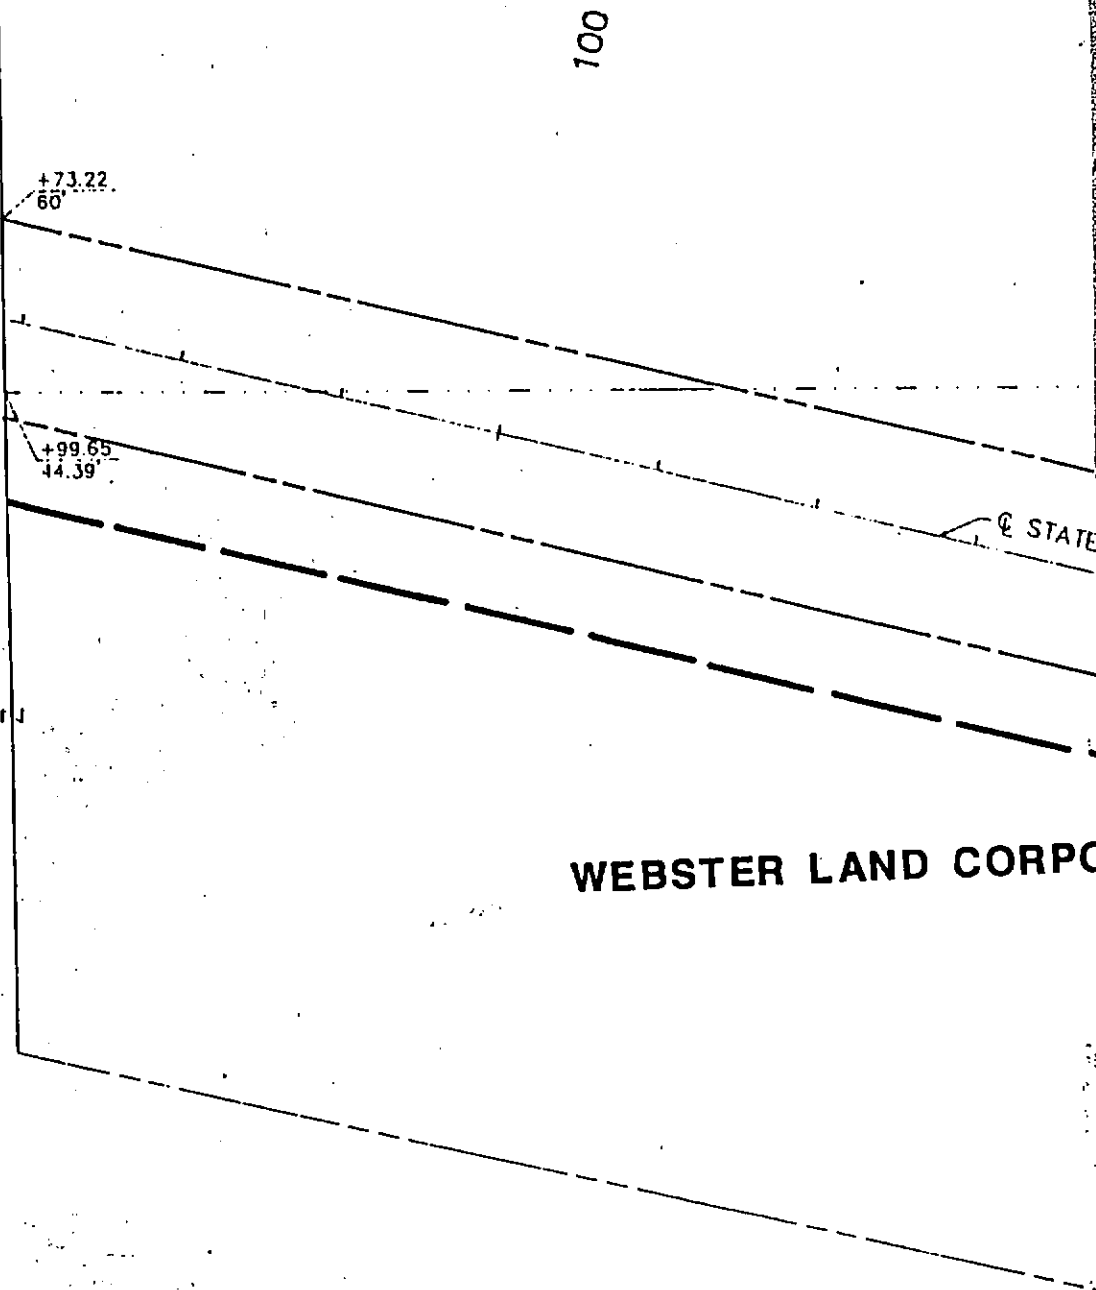 100
+73.22
60'
+99.65
44.39'
℄ STATE
WEBSTER LAND CORPO